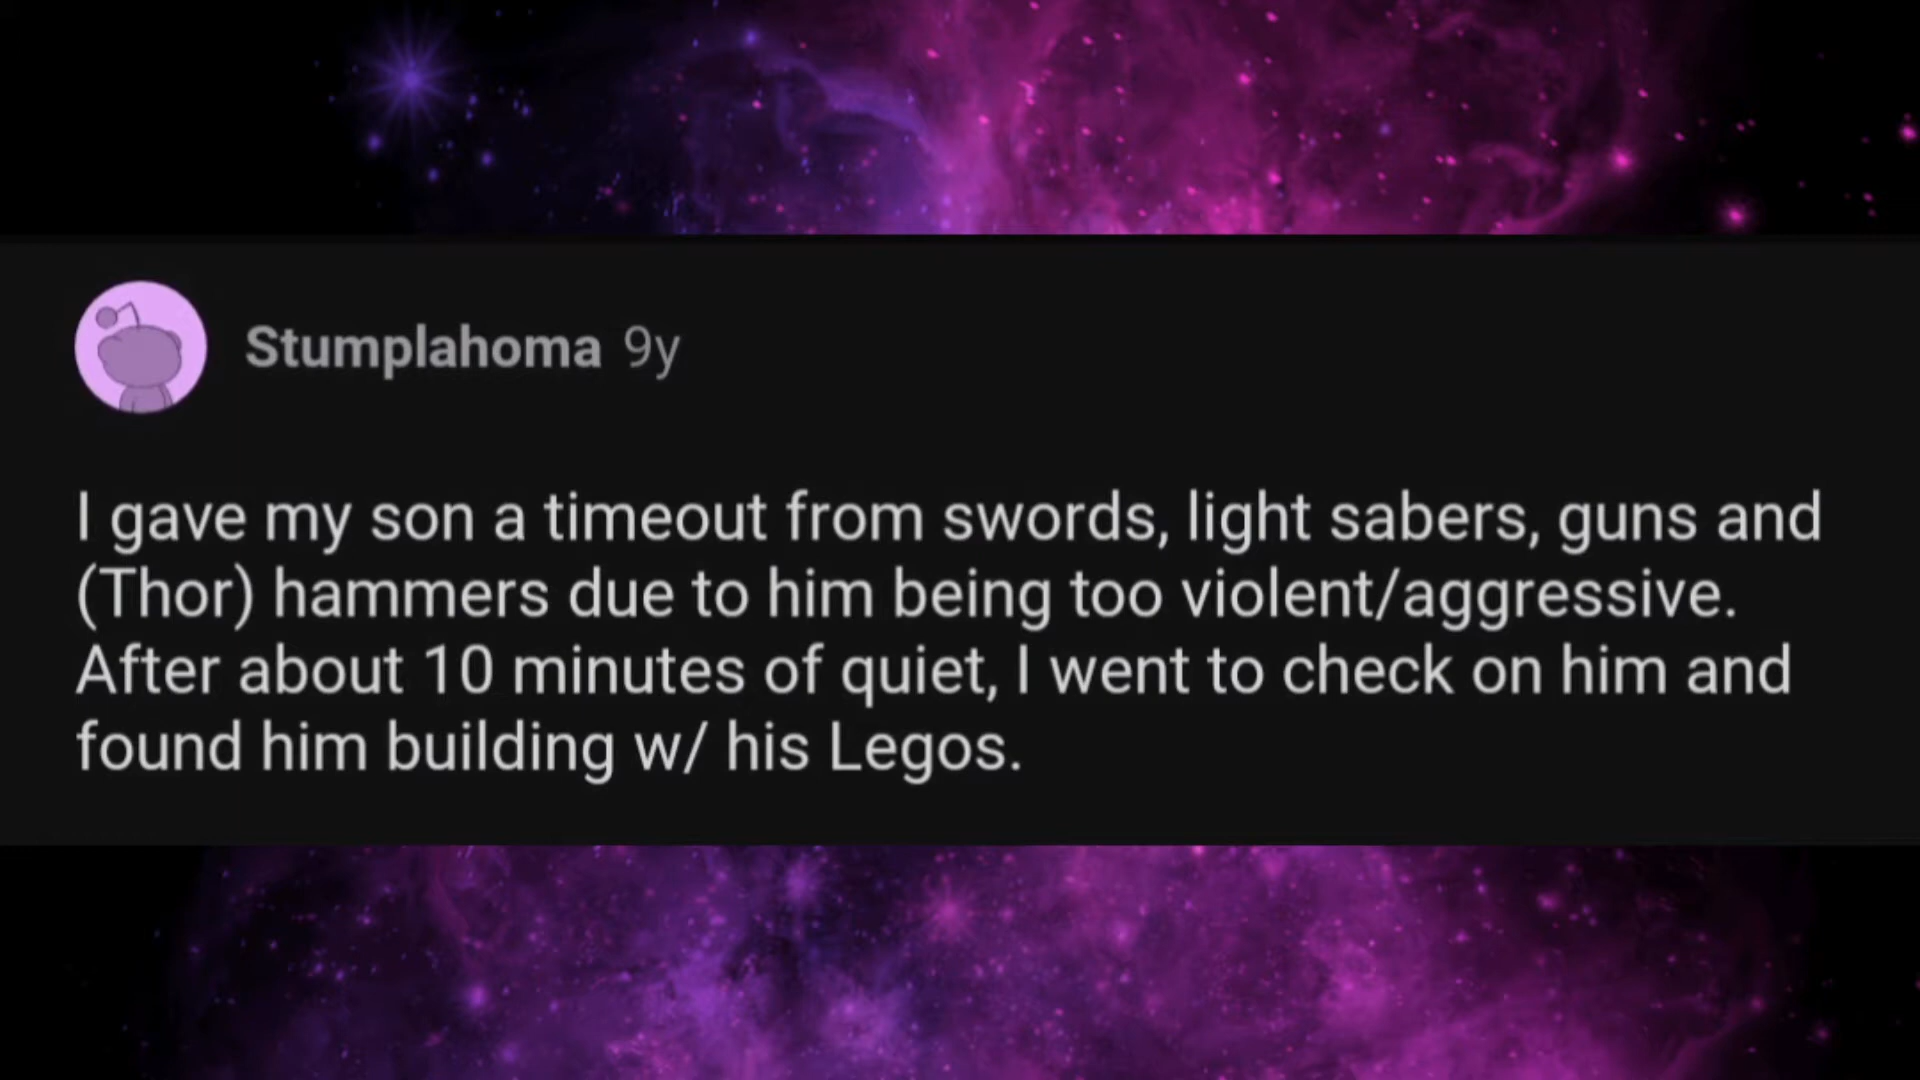 Stumplahoma 9y
I gave my son a timeout from swords, light sabers, guns and
(Thor) hammers due to him being too violent/aggressive.
After about 10 minutes of quiet, I went to check on him and
found him building w/ his Legos.